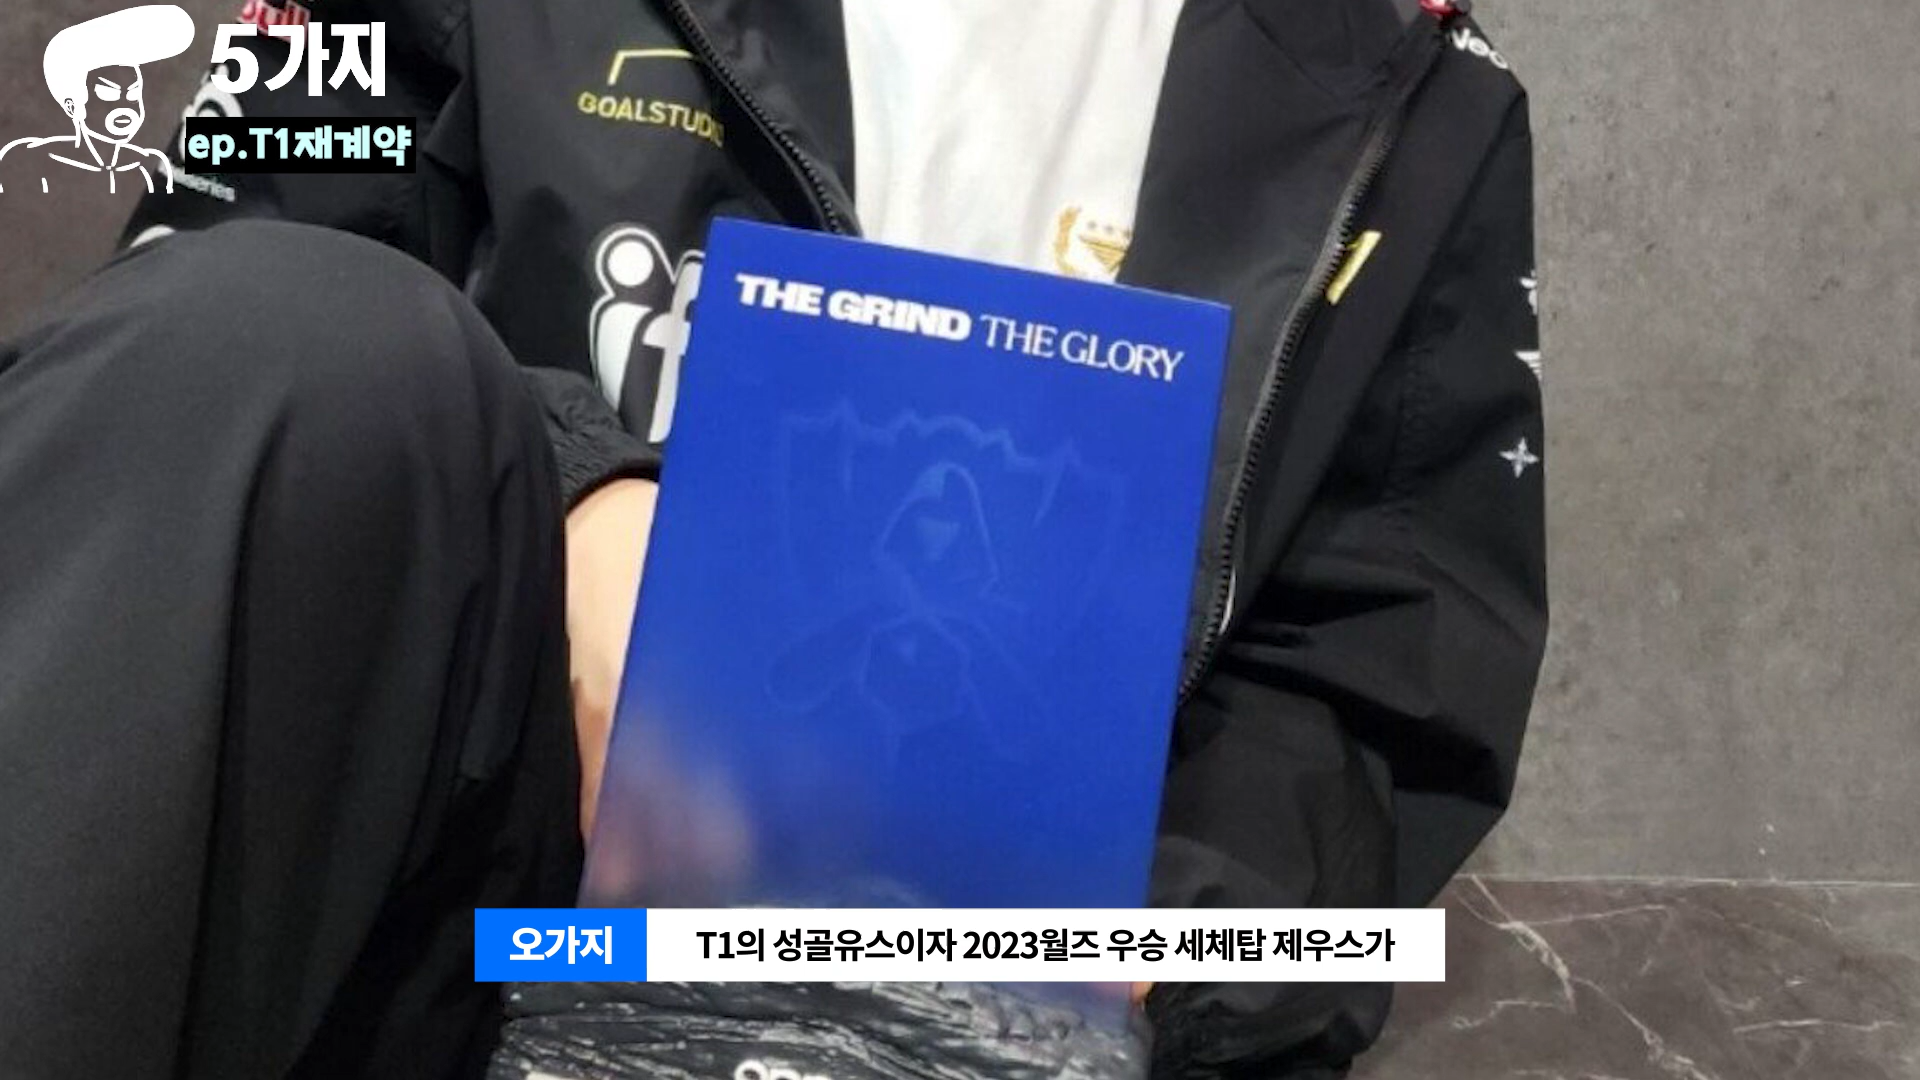 5가지
ep.T1재계약
GOALSTUDIO
if
THE GRIND THE GLORY
오가지
T1의 성골유스이자 2023월즈 우승 세체탑 제우스가